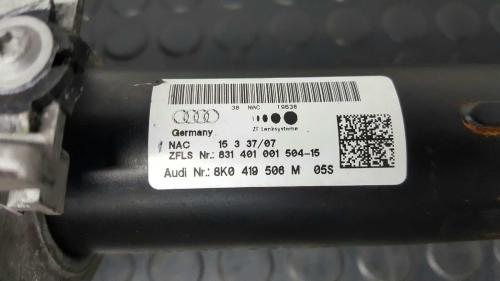 38 NAC 19638
Germany
ZF Lenksysteme
NAC 15 3 37/07
ZFLS Nr.: 831 401 001 504-15
Audi Nr.: 8K0 419 506 M 05S